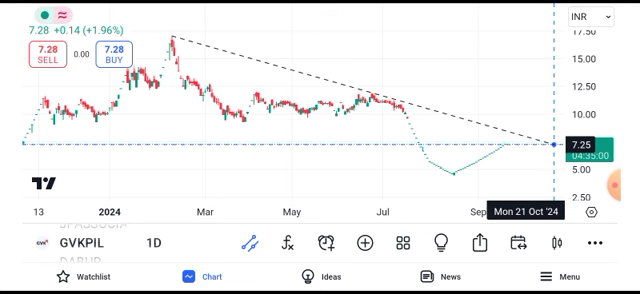 7.28 +0.14 (+1.96%)
7.28
SELL
0.00
7.28
BUY
INR
17.50
15.00
12.50
10.00
7.25
04:35:00
5.00
2.50
13
2024
Mar
May
Jul
Sep
Mon 21 Oct '24
JPASSOCIA
GVKPIL
1D
DABUR
Watchlist
Chart
Ideas
News
Menu